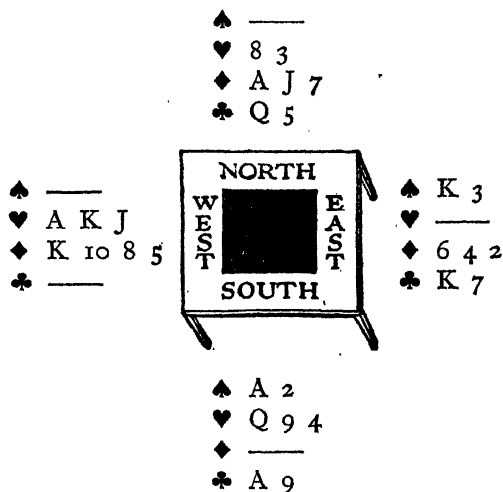 ♠ ——
♥ 8 3
♦ A J 7
♣ Q 5
♠ ——
♥ A K J
♦ K 10 8 5
♣ ——
NORTH
WEST
EAST
SOUTH
♠ K 3
♥ ——
♦ 6 4 2
♣ K 7
♠ A 2
♥ Q 9 4
♦ ——
♣ A 9